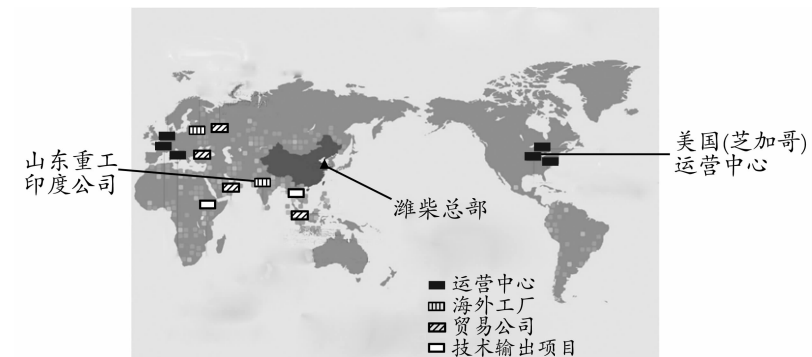 山东重工
印度公司
潍柴总部
美国(芝加哥)
运营中心
运营中心
海外工厂
贸易公司
技术输出项目